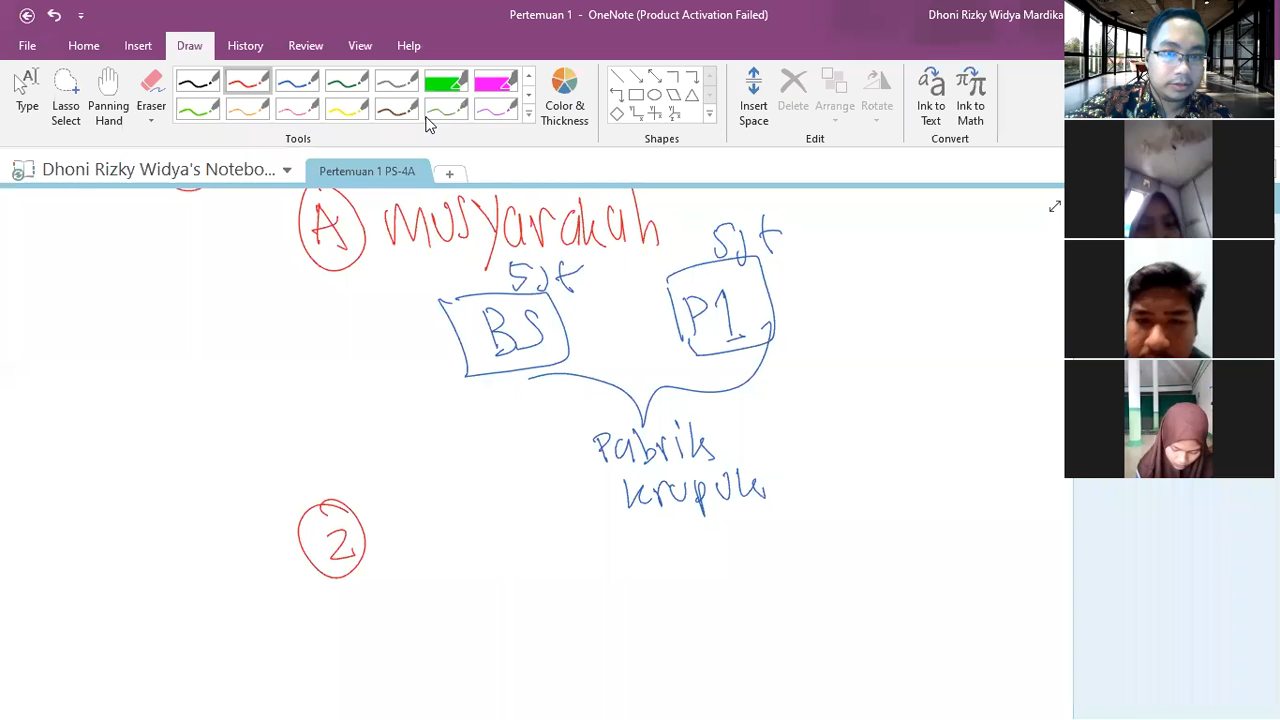 Pertemuan 1 - OneNote (Product Activation Failed)
Dhoni Rizky Widya Mardika
File
Home
Insert
Draw
History
Review
View
Help
Type
Lasso Select
Panning Hand
Eraser
Color & Thickness
Insert Space
Delete
Arrange
Rotate
Ink to Text
Ink to Math
Tools
Shapes
Edit
Convert
Dhoni Rizky Widya's Notebo...
Pertemuan 1 PS-4A
A musyarakah
5jt
5jt
BS
P1
Pabrik
krupuk
2